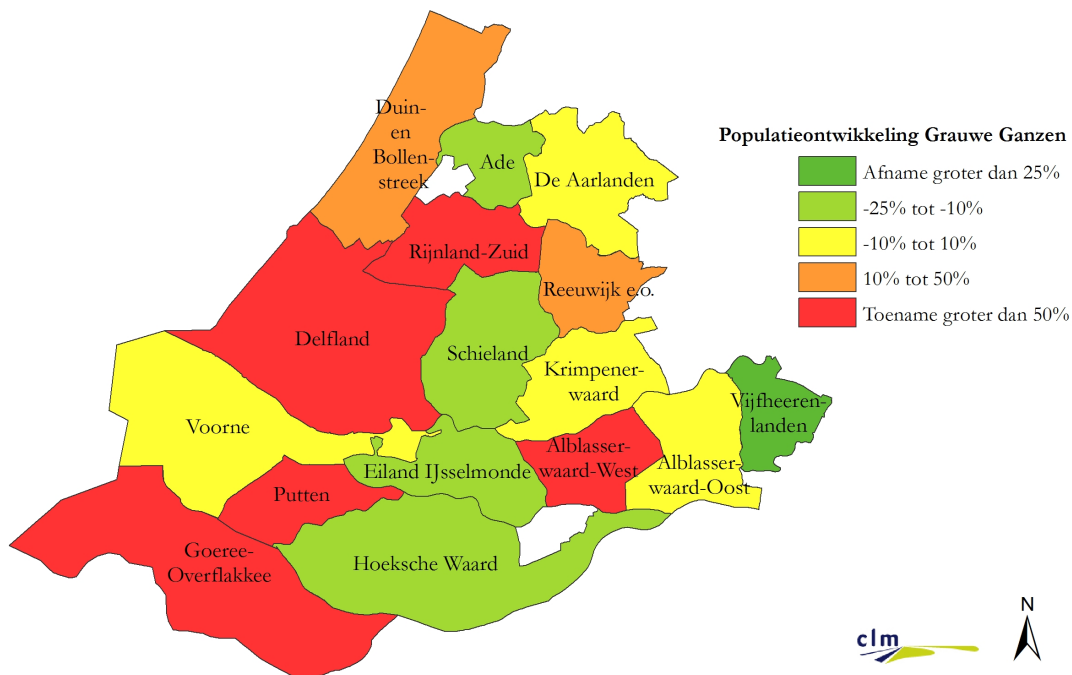 Duin-
en
Bollen-
streek
Ade
De Aarlanden
Rijnland-Zuid
Reeuwijk e.o.
Delfland
Schieland
Krimpener-
waard
Vijfheeren-
landen
Voorne
Alblasser-
waard-West
Alblasser-
waard-Oost
Eiland IJsselmonde
Putten
Goeree-
Overflakkee
Hoeksche Waard
Populatieontwikkeling Grauwe Ganzen
Afname groter dan 25%
-25% tot -10%
-10% tot 10%
10% tot 50%
Toename groter dan 50%
N
clm